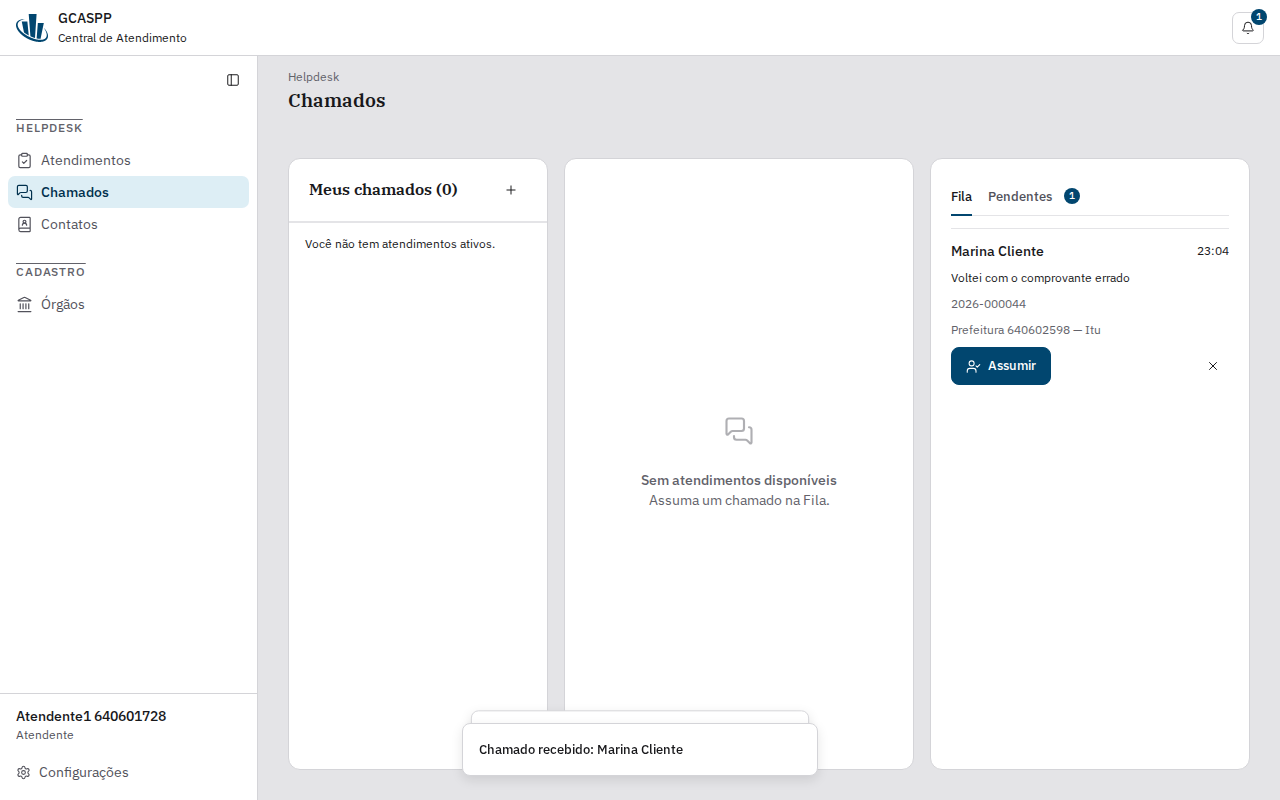 GCASPP
Central de Atendimento
1
HELPDESK
Atendimentos
Chamados
Contatos
CADASTRO
Órgãos
Atendente1 640601728
Atendente
Configurações
Helpdesk
Chamados
Meus chamados (0)
Você não tem atendimentos ativos.
Sem atendimentos disponíveis
Assuma um chamado na Fila.
Fila Pendentes 1
Marina Cliente 23:04
Voltei com o comprovante errado
2026-000044
Prefeitura 640602598 — Itu
Assumir
Chamado recebido: Marina Cliente